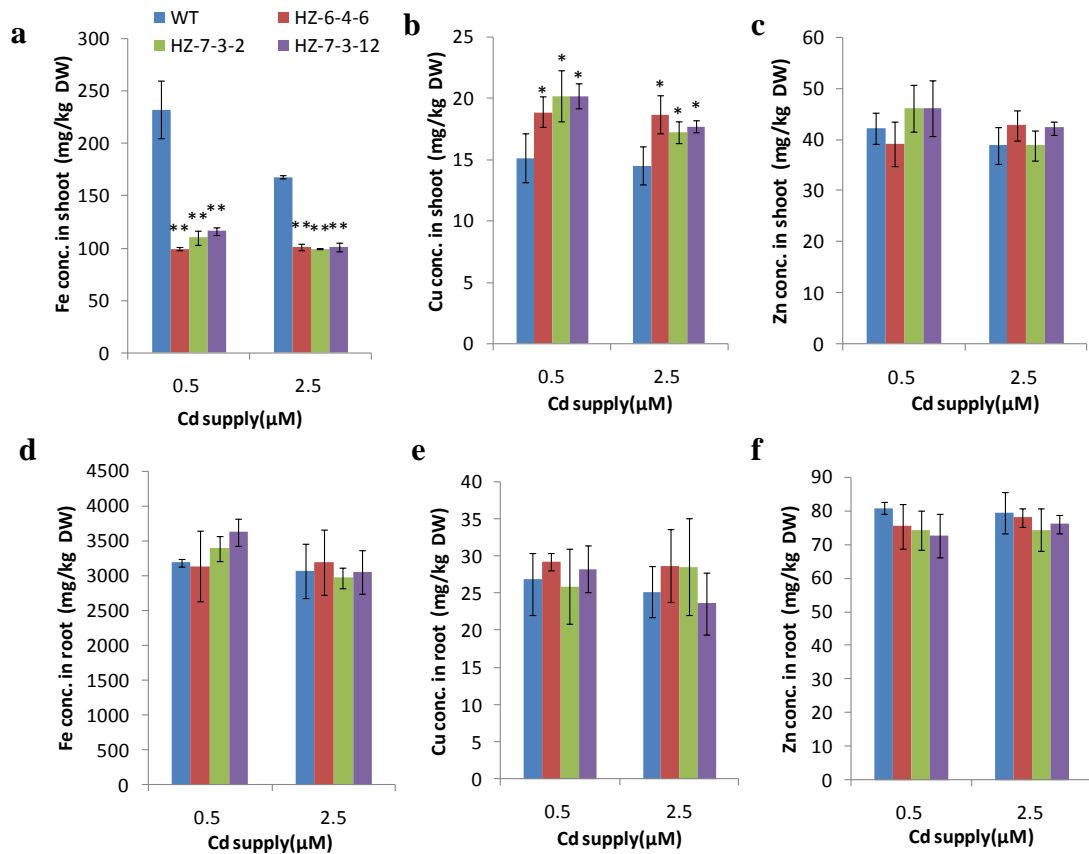 WT
HZ-6-4-6
HZ-7-3-2
HZ-7-3-12
a
Fe conc. in shoot (mg/kg DW)
300
250
200
150
100
50
0
** ** **
** ** **
0.5
2.5
Cd supply(μM)
b
Cu conc. in shoot (mg/kg DW)
25
20
15
10
5
0
* * *
* * *
0.5
2.5
Cd supply(μM)
c
Zn conc. in shoot (mg/kg DW)
60
50
40
30
20
10
0
0.5
2.5
Cd supply(μM)
d
Fe conc. in root (mg/kg DW)
4500
4000
3500
3000
2500
2000
1500
1000
500
0
0.5
2.5
Cd supply(μM)
e
Cu conc. in root (mg/kg DW)
40
35
30
25
20
15
10
5
0
0.5
2.5
Cd supply(μM)
f
Zn conc. in root (mg/kg DW)
90
80
70
60
50
40
30
20
10
0
0.5
2.5
Cd supply(μM)